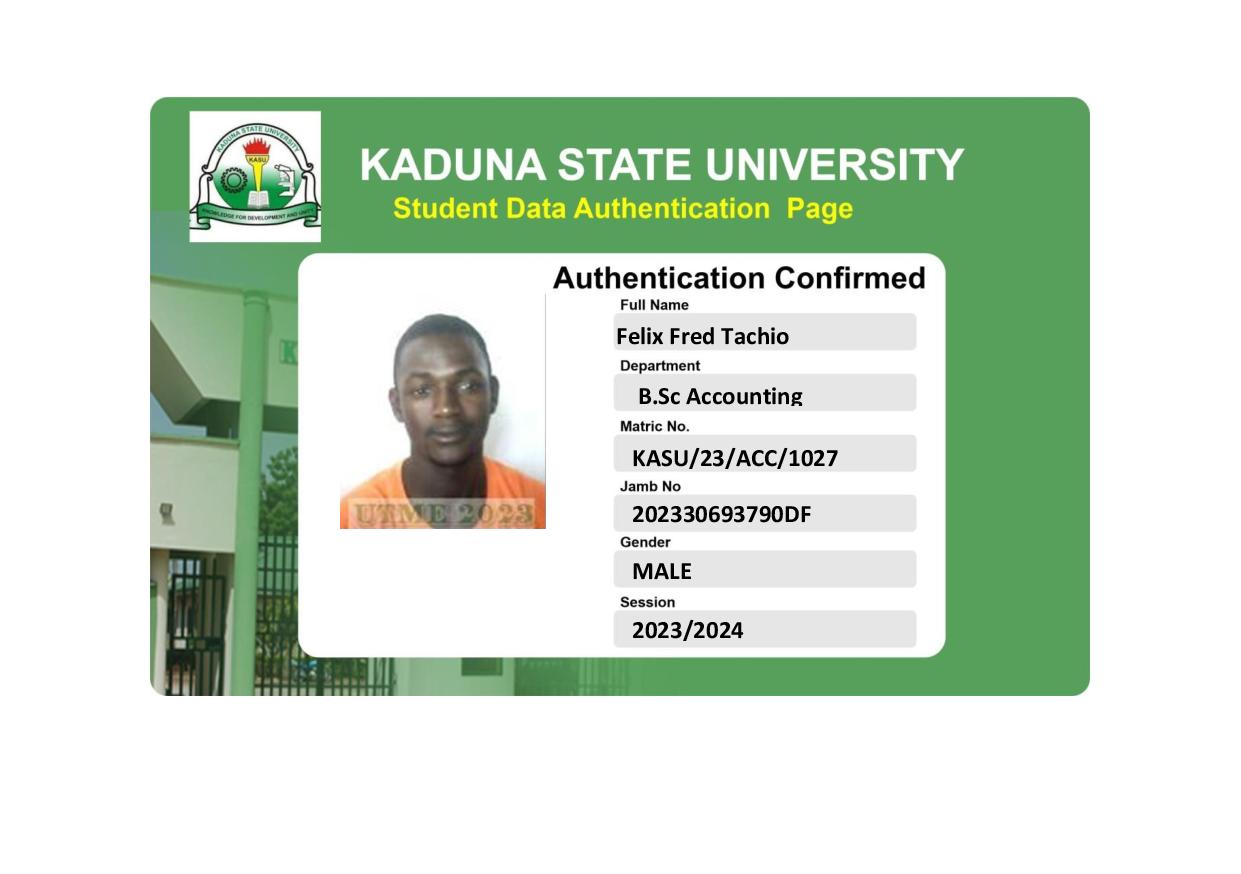 KADUNA STATE UNIVERSITY
KASU
KNOWLEDGE FOR DEVELOPMENT AND UNITY
KADUNA STATE UNIVERSITY
Student Data Authentication Page
Authentication Confirmed
Full Name
Felix Fred Tachio
Department
B.Sc Accounting
Matric No.
KASU/23/ACC/1027
Jamb No
202330693790DF
Gender
MALE
Session
2023/2024
UTME 2023
K